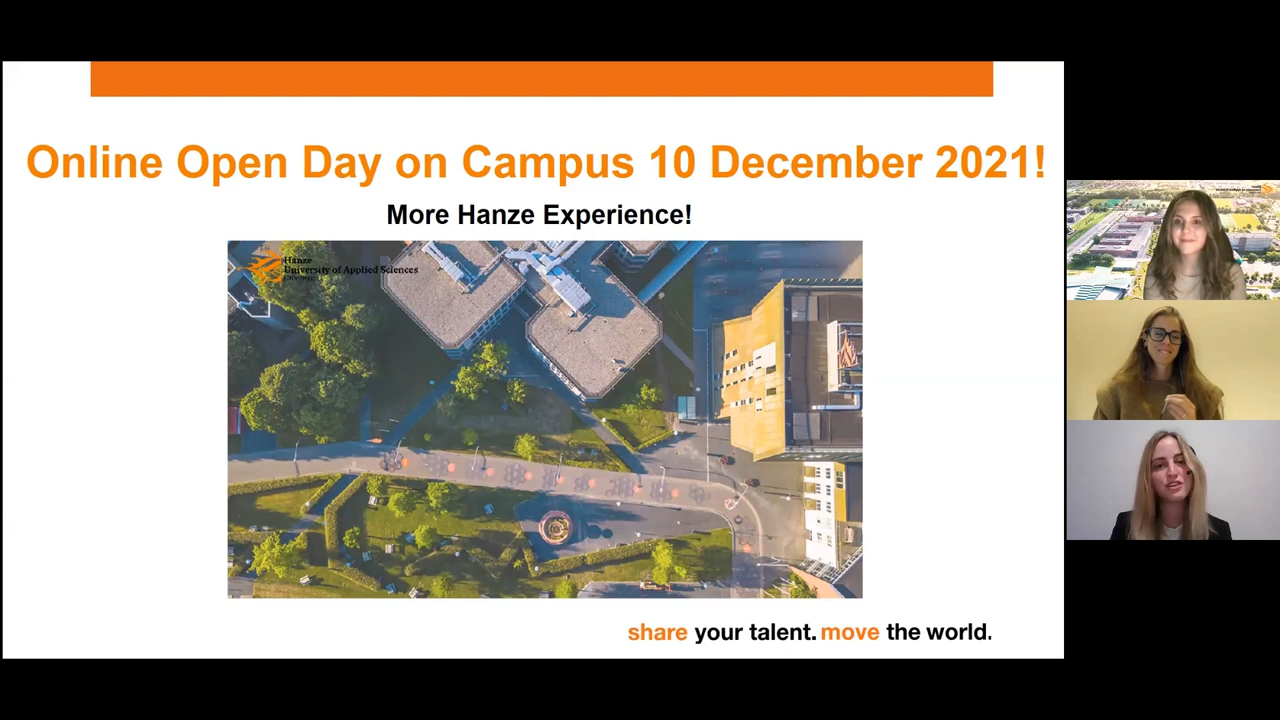 Online Open Day on Campus 10 December 2021!
More Hanze Experience!
Hanze
University of Applied Sciences
share your talent. move the world.